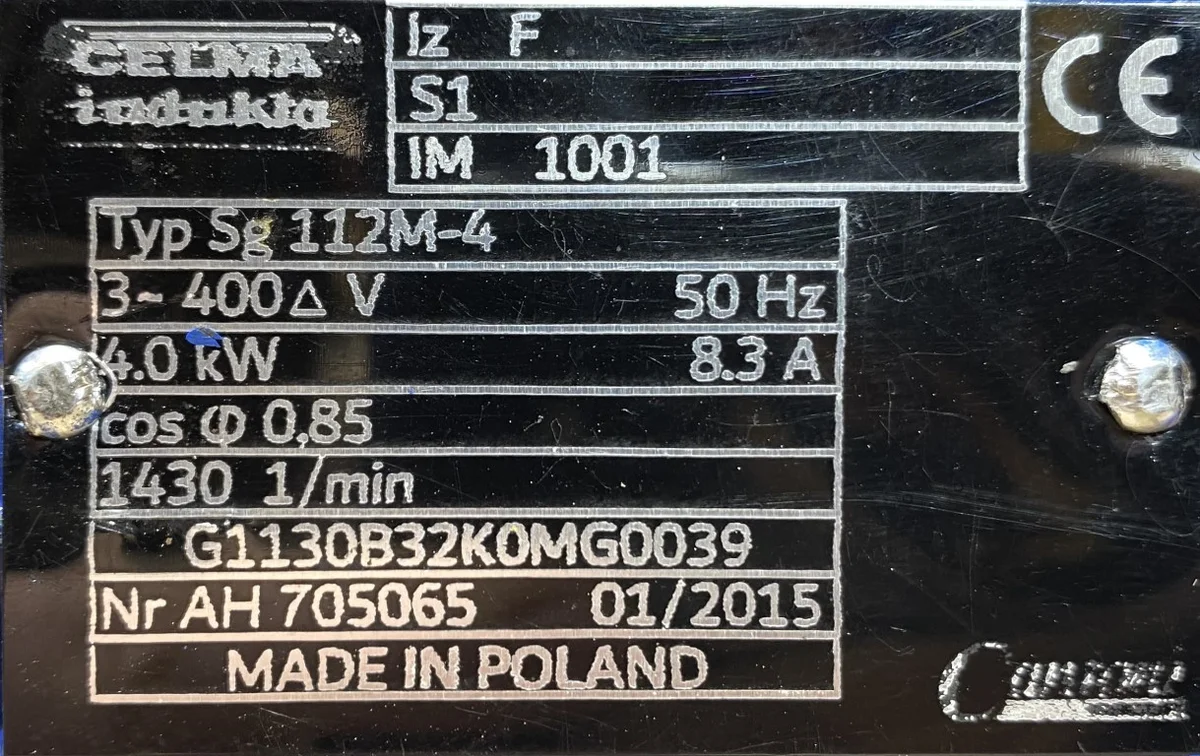 CELMA
indukta
Iz F
S1
IM 1001
CE
Typ Sg 112M-4
3~ 400△ V 50 Hz
4.0 kW 8.3 A
cos φ 0,85
1430 1/min
G1130B32K0MG0039
Nr AH 705065 01/2015
MADE IN POLAND